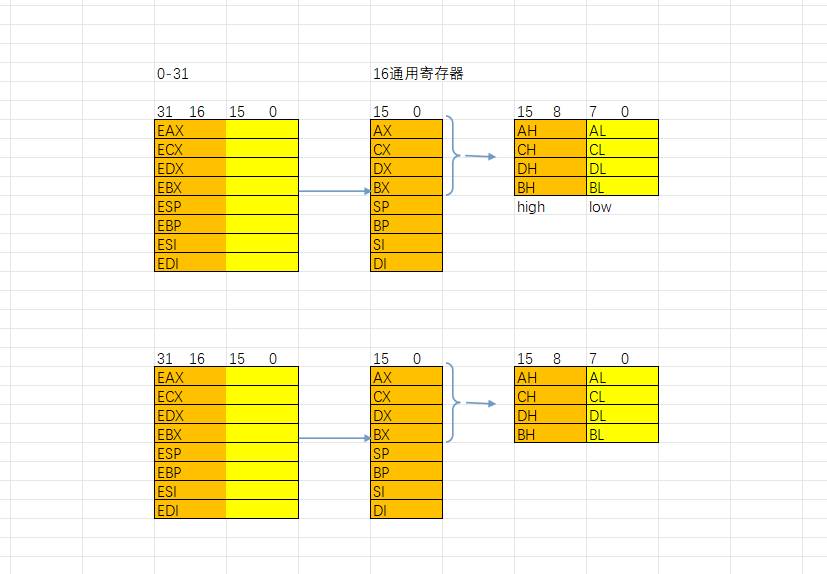 0-31 16通用寄存器
31 16 15 0 15 0 15 8 7 0
EAX AX AH AL
ECX CX CH CL
EDX DX DH DL
EBX BX BH BL
ESP SP high low
EBP BP
ESI SI
EDI DI
31 16 15 0 15 0 15 8 7 0
EAX AX AH AL
ECX CX CH CL
EDX DX DH DL
EBX BX BH BL
ESP SP
EBP BP
ESI SI
EDI DI